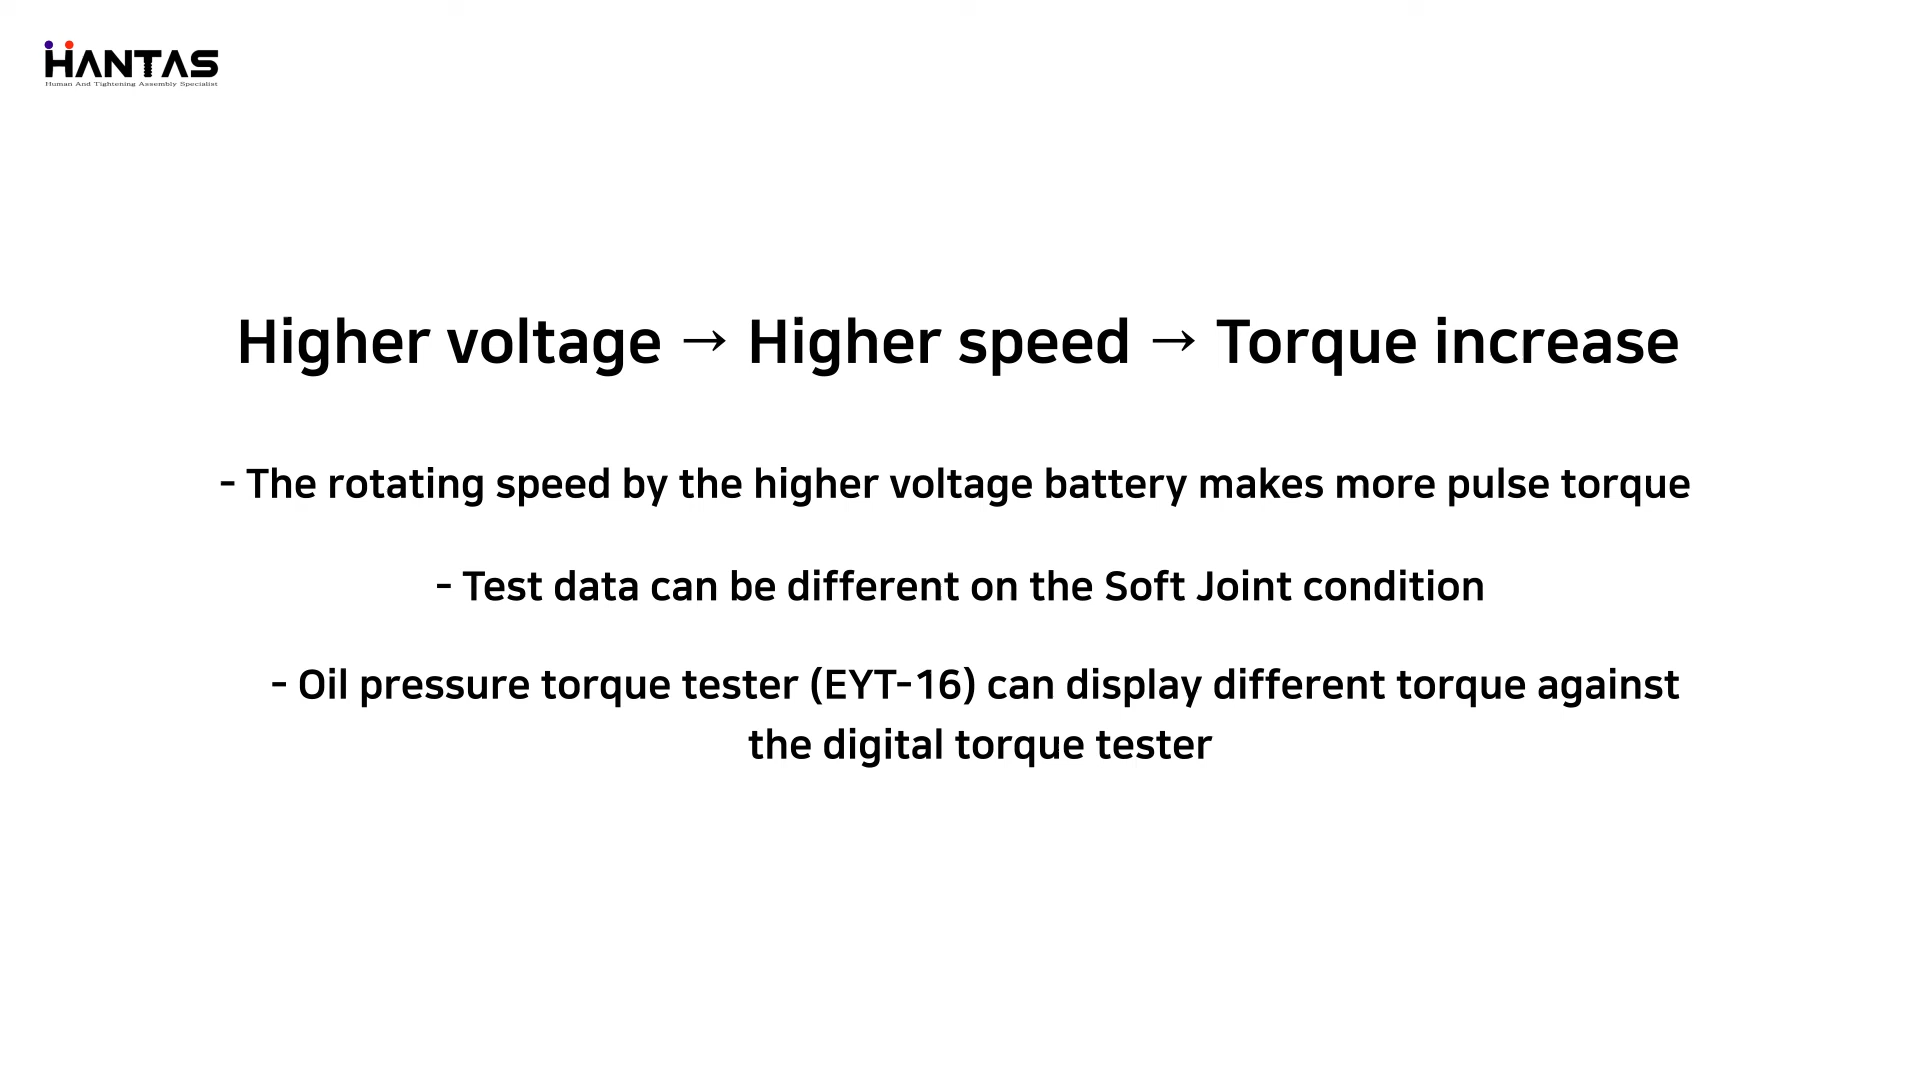 HANTAS
Human And Tightening Assembly Specialist
Higher voltage → Higher speed → Torque increase
- The rotating speed by the higher voltage battery makes more pulse torque
- Test data can be different on the Soft Joint condition
- Oil pressure torque tester (EYT-16) can display different torque against
the digital torque tester